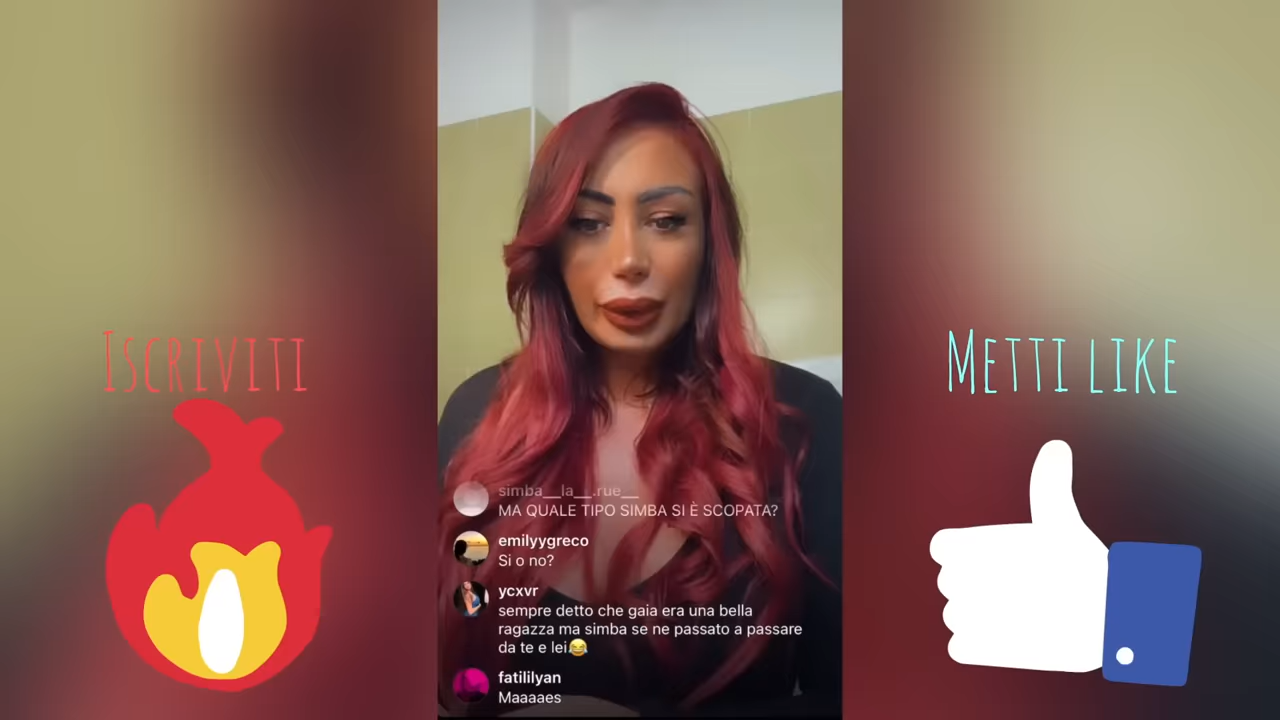 Iscriviti
Metti like
simba__la__.rue__
MA QUALE TIPO SIMBA SI È SCOPATA?
emilyygreco
Si o no?
ycxvr
sempre detto che gaia era una bella
ragazza ma simba se ne passato a passare
da te e lei😂
fatililyan
Maaaaes